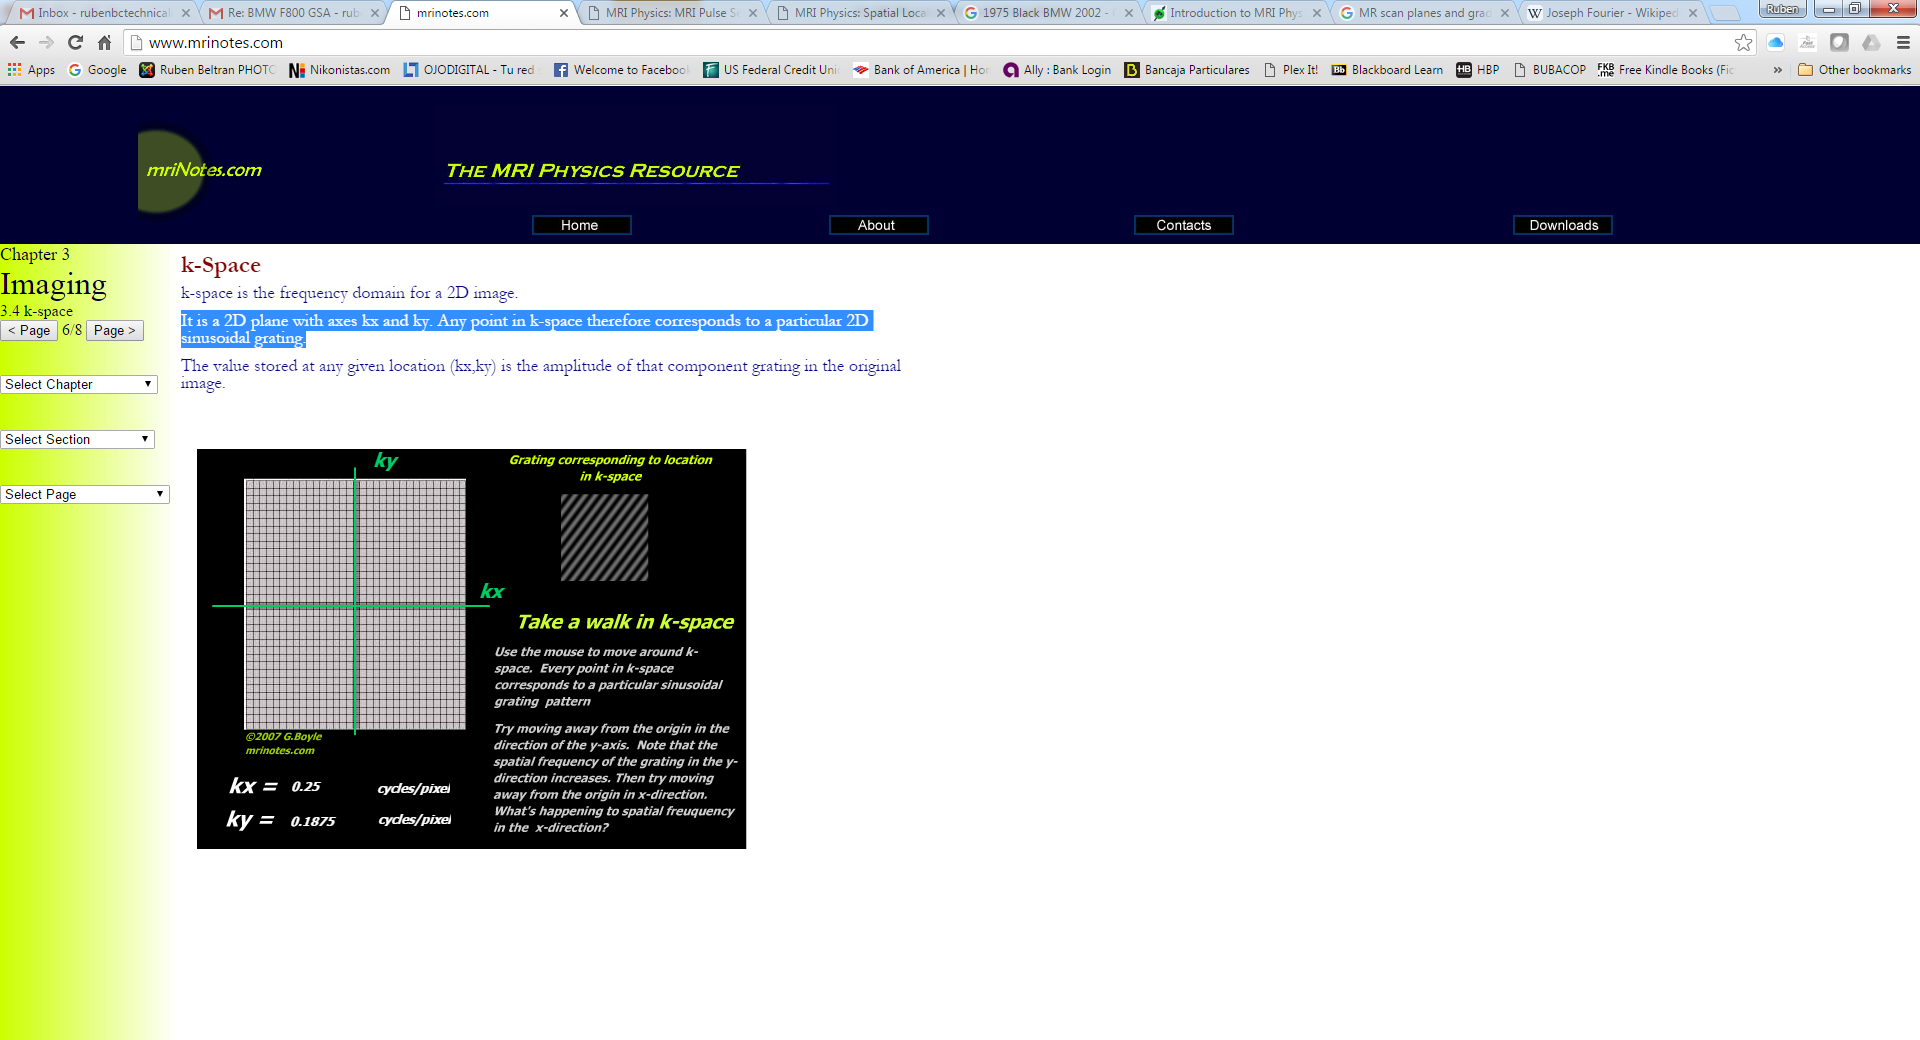 Inbox - rubenbctechnical
Re: BMW F800 GSA - rub
mrinotes.com
MRI Physics: MRI Pulse S
MRI Physics: Spatial Local
1975 Black BMW 2002 -
Introduction to MRI Phys
MR scan planes and grad
Joseph Fourier - Wikiped
Ruben
www.mrinotes.com
Apps
Google
Ruben Beltran PHOTO
Nikonistas.com
OJODIGITAL - Tu red
Welcome to Facebook
US Federal Credit Uni
Bank of America | Hom
Ally : Bank Login
Bancaja Particulares
Plex It!
Blackboard Learn
HBP
BUBACOP
Free Kindle Books (Fic
»
Other bookmarks
mriNotes.com
The MRI Physics Resource
Home
About
Contacts
Downloads
Chapter 3
Imaging
3.4 k-space
< Page 6/8 Page >
Select Chapter
Select Section
Select Page
k-Space
k-space is the frequency domain for a 2D image.
It is a 2D plane with axes kx and ky. Any point in k-space therefore corresponds to a particular 2D
sinusoidal grating.
The value stored at any given location (kx,ky) is the amplitude of that component grating in the original
image.
ky
kx
©2007 G.Boyle
mrinotes.com
kx = 0.25 cycles/pixel
ky = 0.1875 cycles/pixel
Grating corresponding to location
in k-space
Take a walk in k-space
Use the mouse to move around k-
space. Every point in k-space
corresponds to a particular sinusoidal
grating pattern
Try moving away from the origin in the
direction of the y-axis. Note that the
spatial frequency of the grating in the y-
direction increases. Then try moving
away from the origin in x-direction.
What's happening to spatial freuquency
in the x-direction?